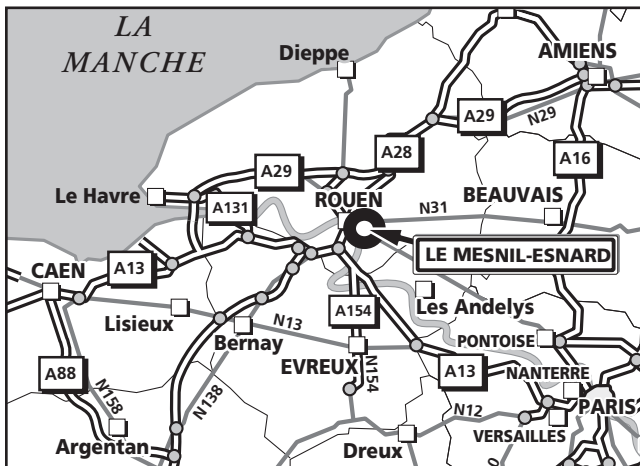 LA
MANCHE
Dieppe
AMIENS
A29
N29
A28
A29
A16
Le Havre
A131
ROUEN
N31
BEAUVAIS
LE MESNIL-ESNARD
A13
CAEN
Lisieux
N13
Bernay
A154
Les Andelys
PONTOISE
EVREUX
N154
A13
NANTERRE
A88
N158
N138
N12
PARIS
VERSAILLES
Argentan
Dreux